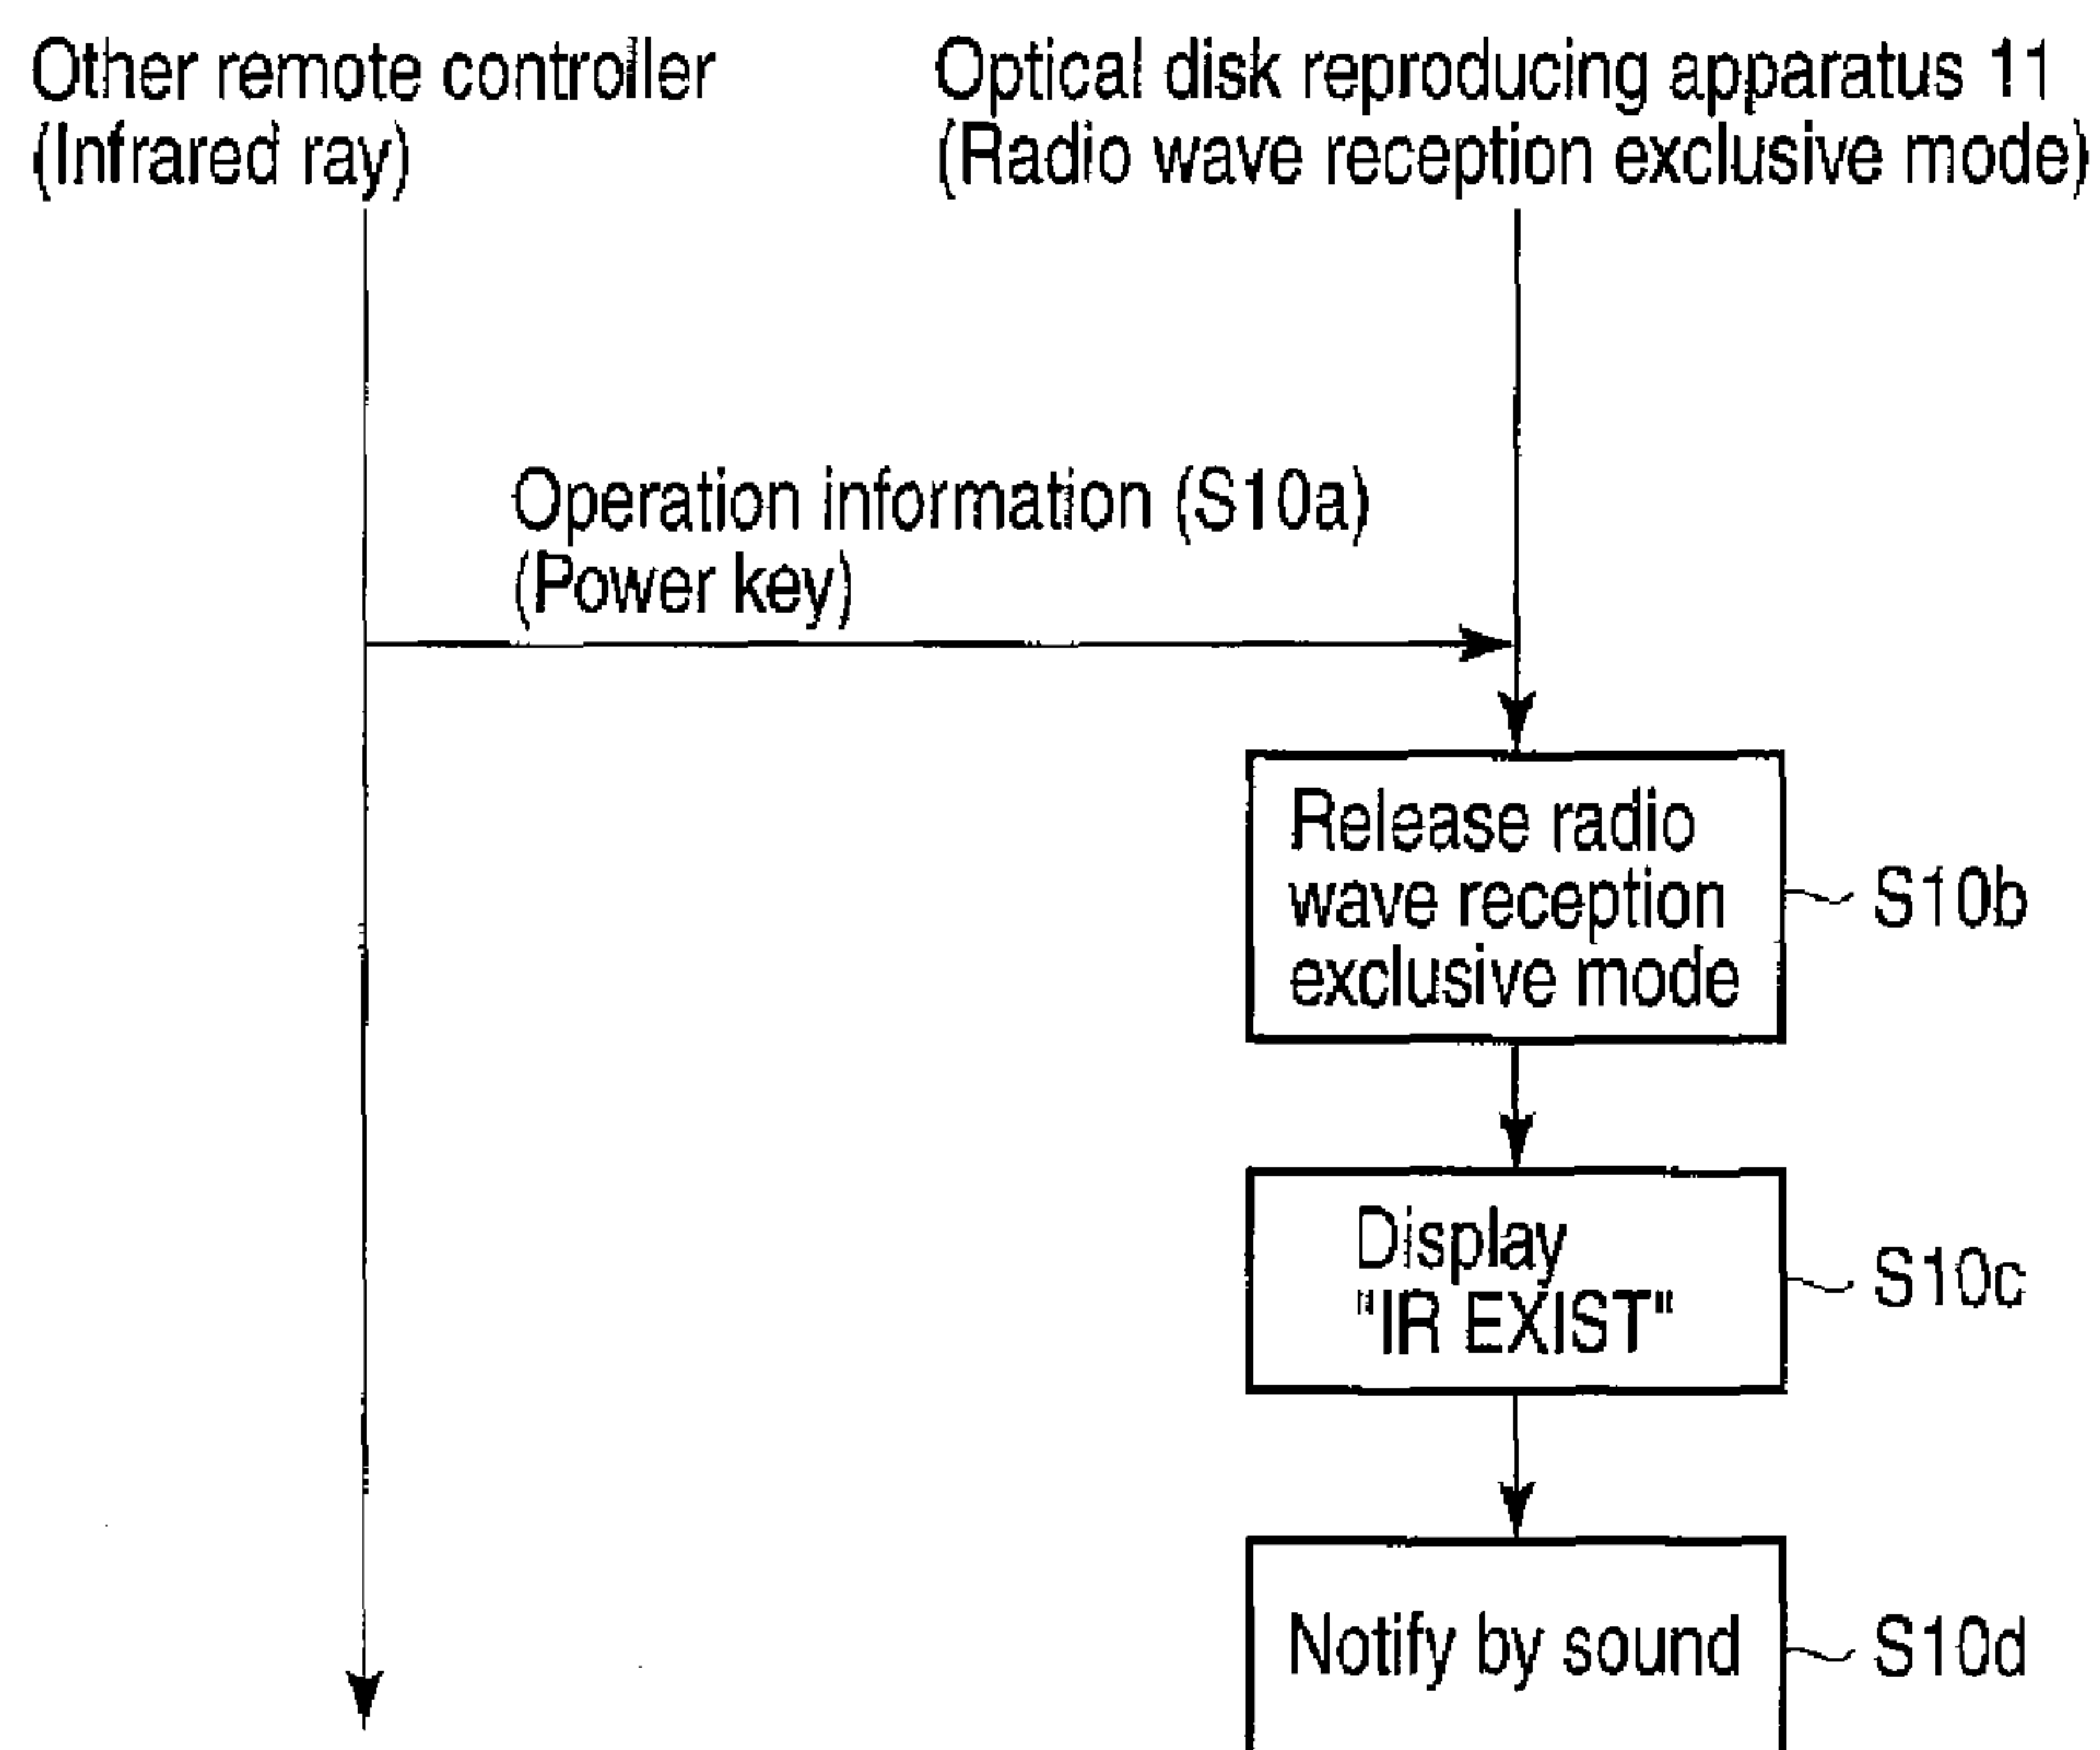 Other remote controller
(Infrared ray)
Optical disk reproducing apparatus 11
(Radio wave reception exclusive mode)
Operation information (S10a)
(Power key)
Release radio
wave reception
exclusive mode
S10b
Display
"IR EXIST"
S10c
Notify by sound
S10d